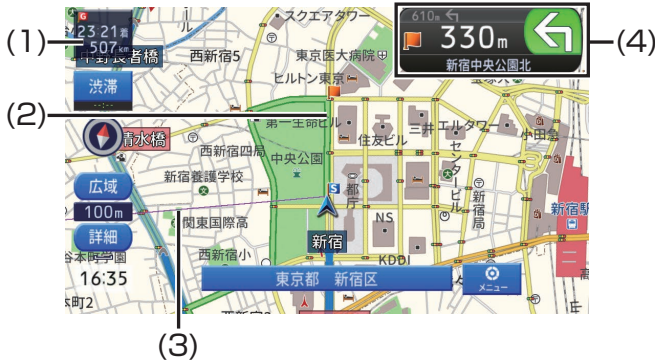 (1)
(2)
(3)
(4)
G
23 21着
507km
中野長者橋
渋滞
--:--
清水橋
広域
100m
詳細
16:35
本町2
西新宿5
スクエアタワー
東京医大病院
ヒルトン東京
第一生命ビル
中央公園
西新宿四局
新宿養護学校
関東国際高
西新宿小
住友ビル
三井
エルタワー
センタービル
小田急
新宿局
都庁
S
NS
KDDI
新宿
新宿駅
東京都 新宿区
メニュー
610m
330m
新宿中央公園北